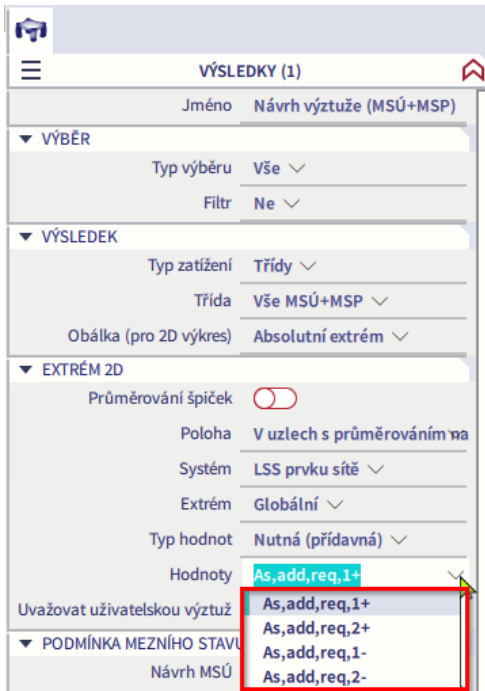 VÝSLEDKY (1)
Jméno Návrh výztuže (MSÚ+MSP)
VÝBĚR
Typ výběru Vše
Filtr Ne
VÝSLEDEK
Typ zatížení Třídy
Třída Vše MSÚ+MSP
Obálka (pro 2D výkres) Absolutní extrém
EXTRÉM 2D
Průměrování špiček
Poloha V uzlech s průměrováním na
Systém LSS prvku sítě
Extrém Globální
Typ hodnot Nutná (přídavná)
Hodnoty As,add,req,1+
As,add,req,1+
Uvažovat uživatelskou výztuž
As,add,req,2+
PODMÍNKA MEZNÍHO STAVU
As,add,req,1-
Návrh MSÚ
As,add,req,2-